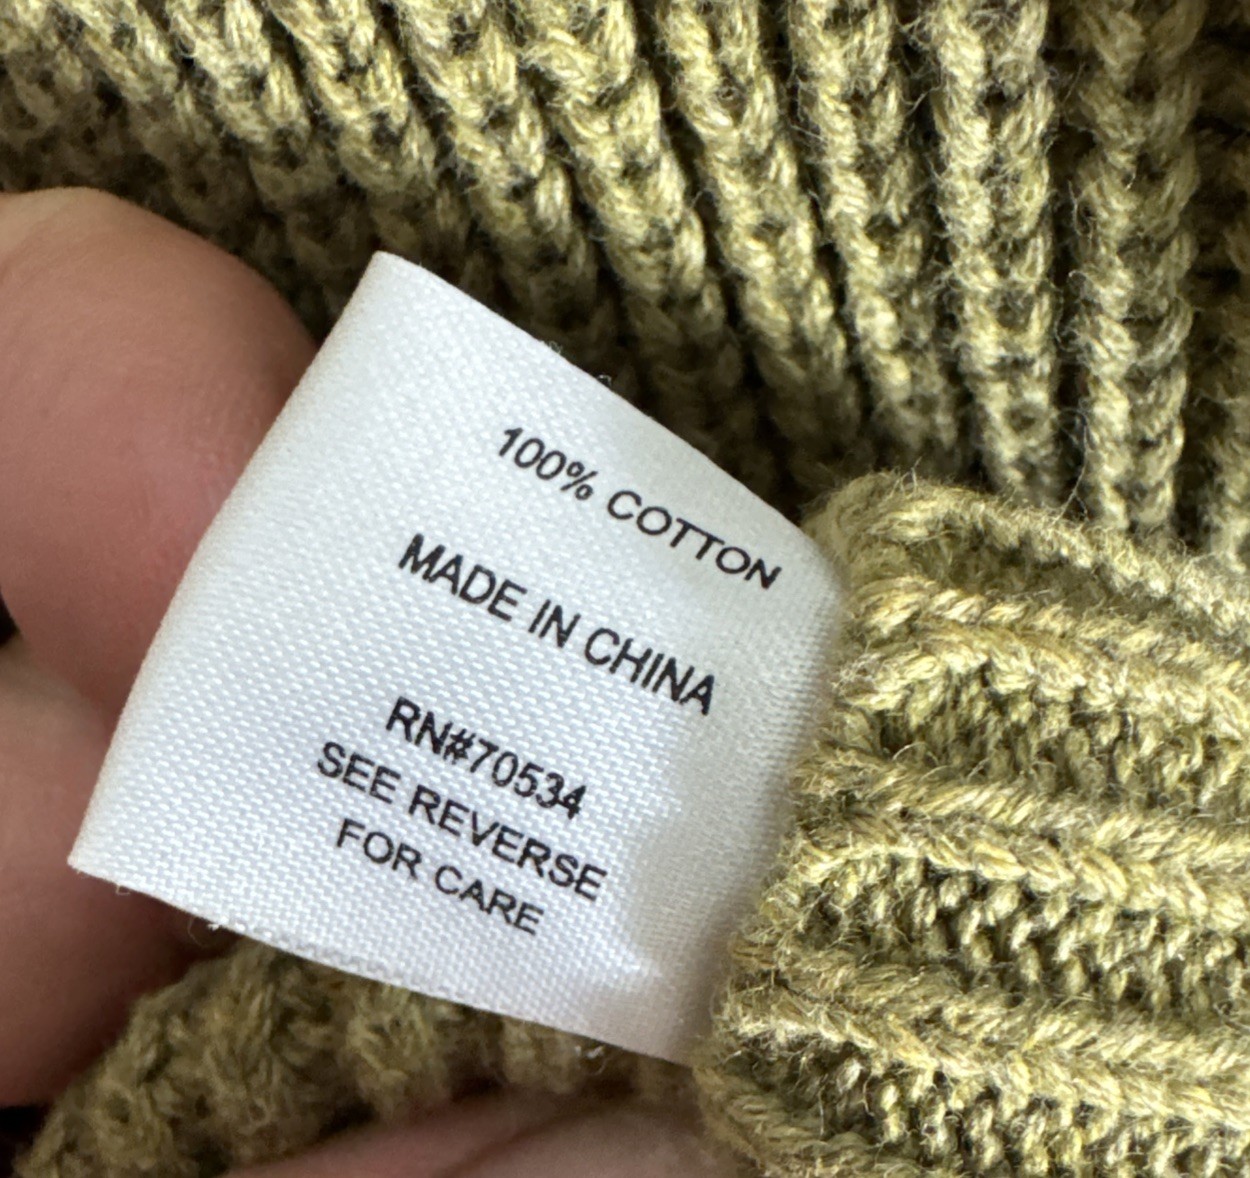 100% COTTON
MADE IN CHINA
RN#70534
SEE REVERSE
FOR CARE